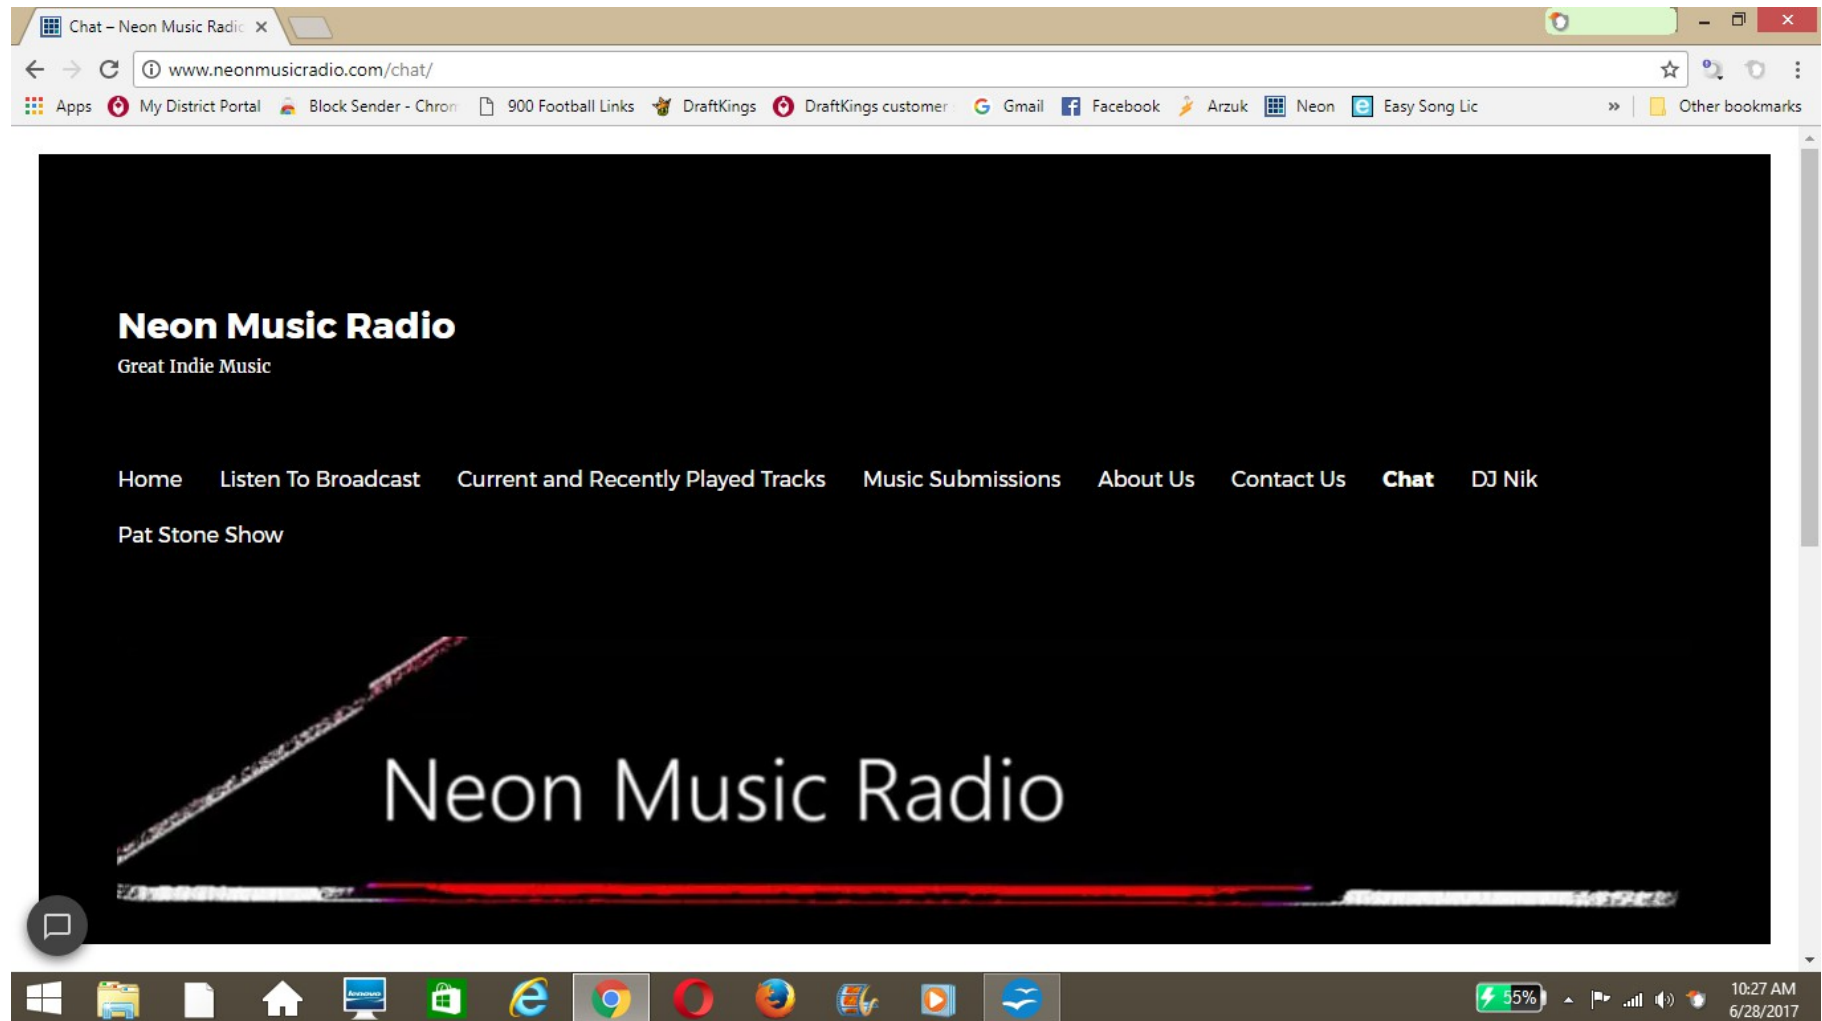 Chat – Neon Music Radio
www.neonmusicradio.com/chat/
Apps My District Portal Block Sender - Chrom 900 Football Links DraftKings DraftKings customer Gmail Facebook Arzuk Neon Easy Song Lic » Other bookmarks
Neon Music Radio
Great Indie Music
Home Listen To Broadcast Current and Recently Played Tracks Music Submissions About Us Contact Us Chat DJ Nik
Pat Stone Show
Neon Music Radio
lenovo
55%
10:27 AM
6/28/2017